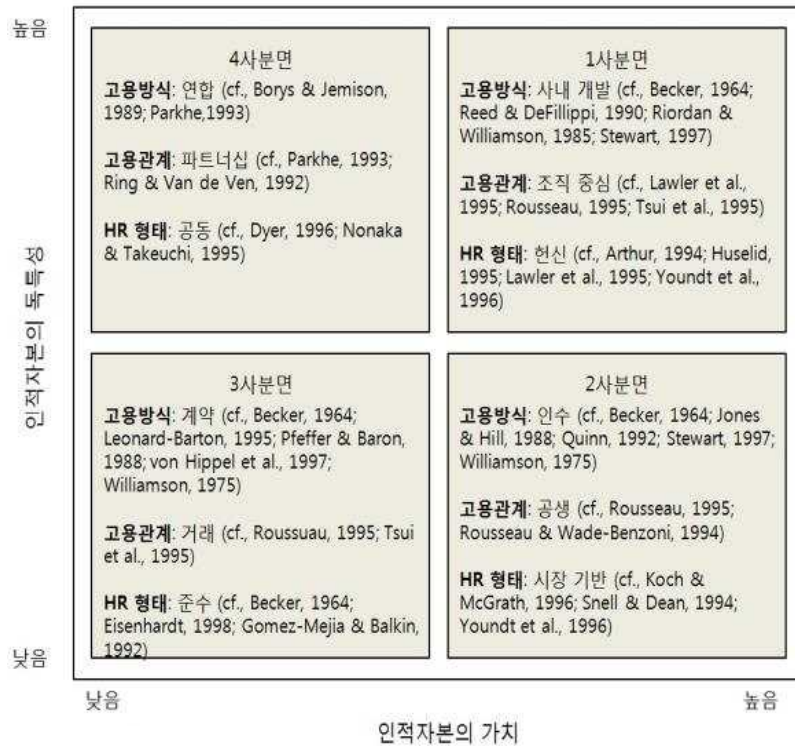 높음
4사분면
고용방식: 연합 (cf., Borys & Jemison,
1989; Parkhe,1993)
고용관계: 파트너십 (cf., Parkhe, 1993;
Ring & Van de Ven, 1992)
HR 형태: 공동 (cf., Dyer, 1996; Nonaka
& Takeuchi, 1995)
1사분면
고용방식: 사내 개발 (cf., Becker, 1964;
Reed & DeFillippi, 1990; Riordan &
Williamson, 1985; Stewart, 1997)
고용관계: 조직 중심 (cf., Lawler et al.,
1995; Rousseau, 1995; Tsui et al., 1995)
HR 형태: 헌신 (cf., Arthur, 1994; Huselid,
1995; Lawler et al., 1995; Youndt et al.,
1996)
인적자본의 독특성
3사분면
고용방식: 계약 (cf., Becker, 1964;
Leonard-Barton, 1995; Pfeffer & Baron,
1988; von Hippel et al., 1997;
Williamson, 1975)
고용관계: 거래 (cf., Roussuau, 1995; Tsui
et al., 1995)
HR 형태: 준수 (cf., Becker, 1964;
Eisenhardt, 1998; Gomez-Mejia & Balkin,
1992)
2사분면
고용방식: 인수 (cf., Becker, 1964; Jones
& Hill, 1988; Quinn, 1992; Stewart, 1997;
Williamson, 1975)
고용관계: 공생 (cf., Rousseau, 1995;
Rousseau & Wade-Benzoni, 1994)
HR 형태: 시장 기반 (cf., Koch &
McGrath, 1996; Snell & Dean, 1994;
Youndt et al., 1996)
낮음
낮음
높음
인적자본의 가치